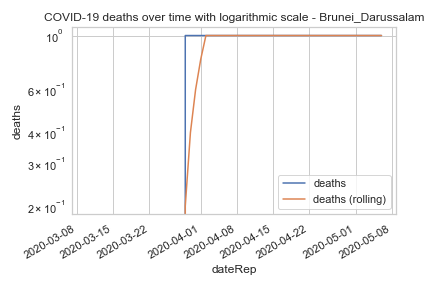 COVID-19 deaths over time with logarithmic scale - Brunei_Darussalam
10⁰
6 × 10⁻¹
4 × 10⁻¹
3 × 10⁻¹
2 × 10⁻¹
deaths
deaths
deaths (rolling)
2020-03-08
2020-03-15
2020-03-22
2020-04-01
2020-04-08
2020-04-15
2020-04-22
2020-05-01
2020-05-08
dateRep